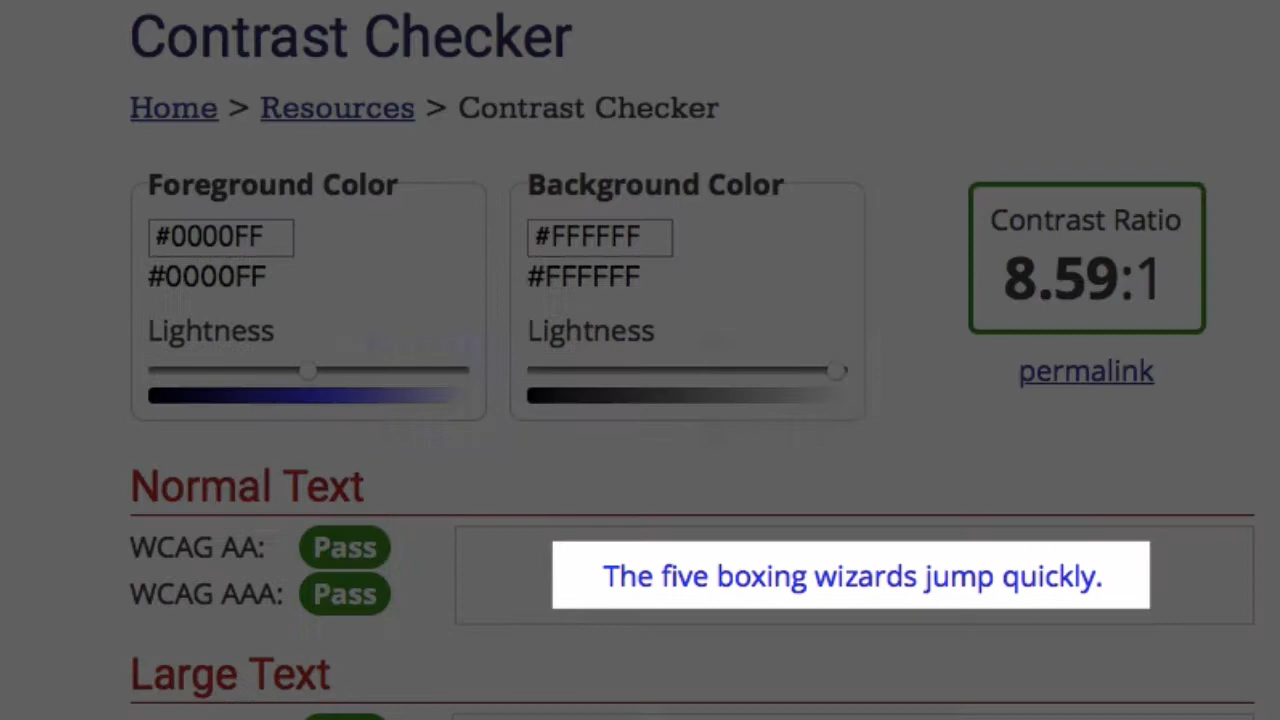 Contrast Checker
Home > Resources > Contrast Checker
Foreground Color
#0000FF
#0000FF
Lightness
Background Color
#FFFFFF
#FFFFFF
Lightness
Contrast Ratio
8.59:1
permalink
Normal Text
WCAG AA: Pass
WCAG AAA: Pass
The five boxing wizards jump quickly.
Large Text